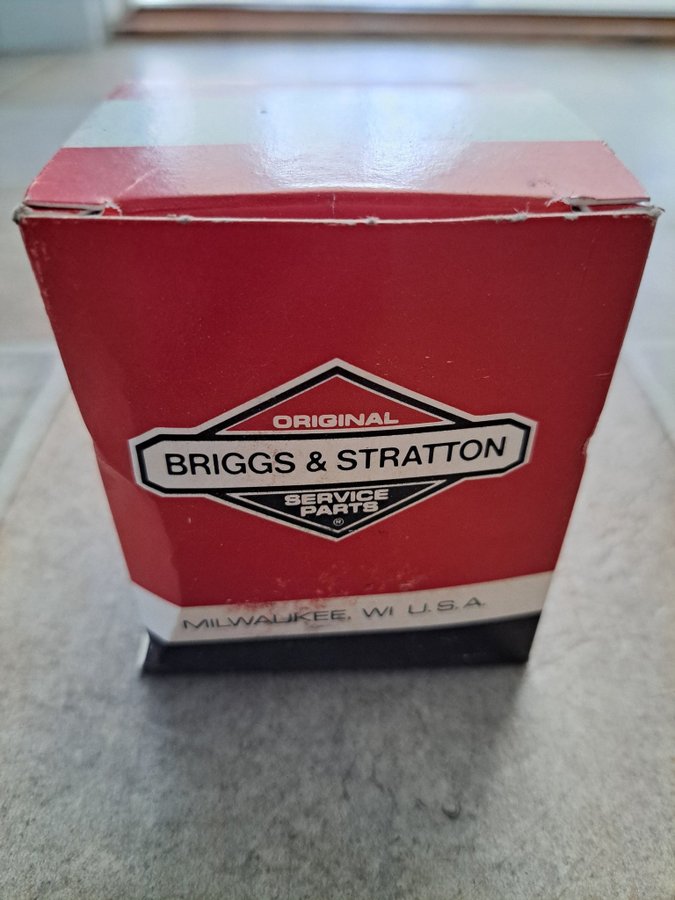 ORIGINAL
BRIGGS & STRATTON
SERVICE
PARTS
®
MILWAUKEE, WI U.S.A.